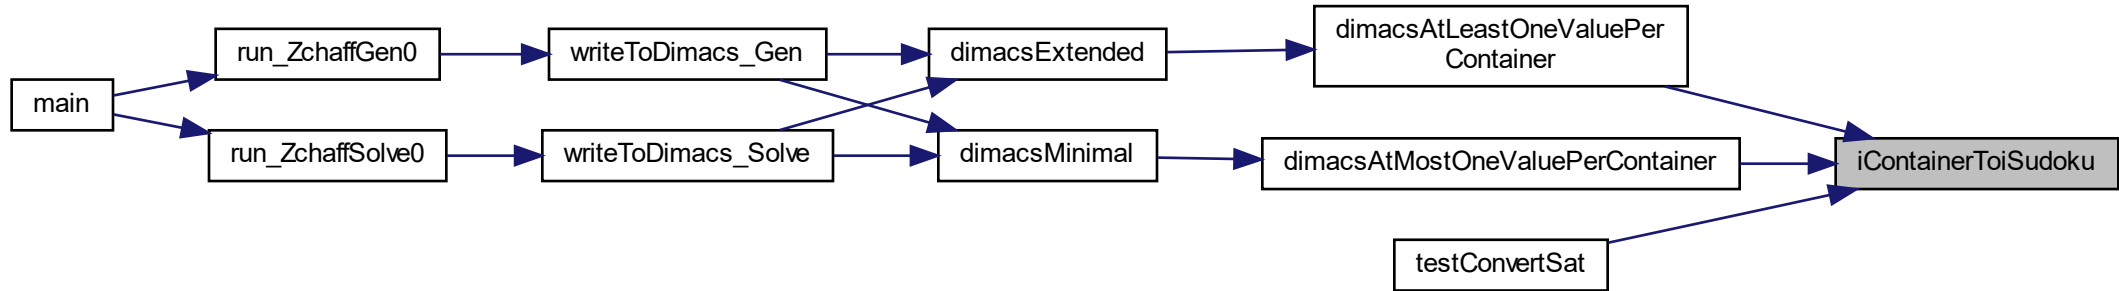 main
run_ZchaffGen0
run_ZchaffSolve0
writeToDimacs_Gen
writeToDimacs_Solve
dimacsExtended
dimacsMinimal
dimacsAtLeastOneValuePer
Container
dimacsAtMostOneValuePerContainer
testConvertSat
iContainerToiSudoku